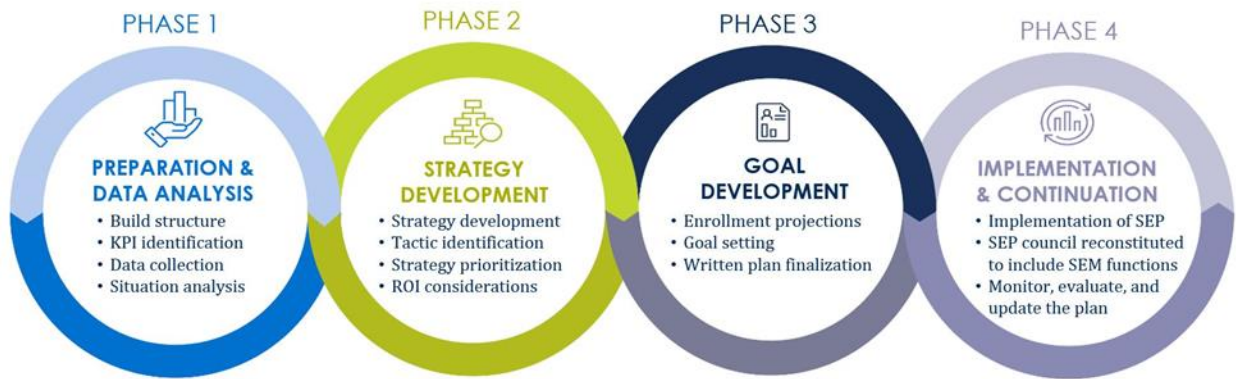 PHASE 1
PREPARATION &
DATA ANALYSIS
• Build structure
• KPI identification
• Data collection
• Situation analysis
PHASE 2
STRATEGY
DEVELOPMENT
• Strategy development
• Tactic identification
• Strategy prioritization
• ROI considerations
PHASE 3
GOAL
DEVELOPMENT
• Enrollment projections
• Goal setting
• Written plan finalization
PHASE 4
IMPLEMENTATION
& CONTINUATION
• Implementation of SEP
• SEP council reconstituted
to include SEM functions
• Monitor, evaluate, and
update the plan